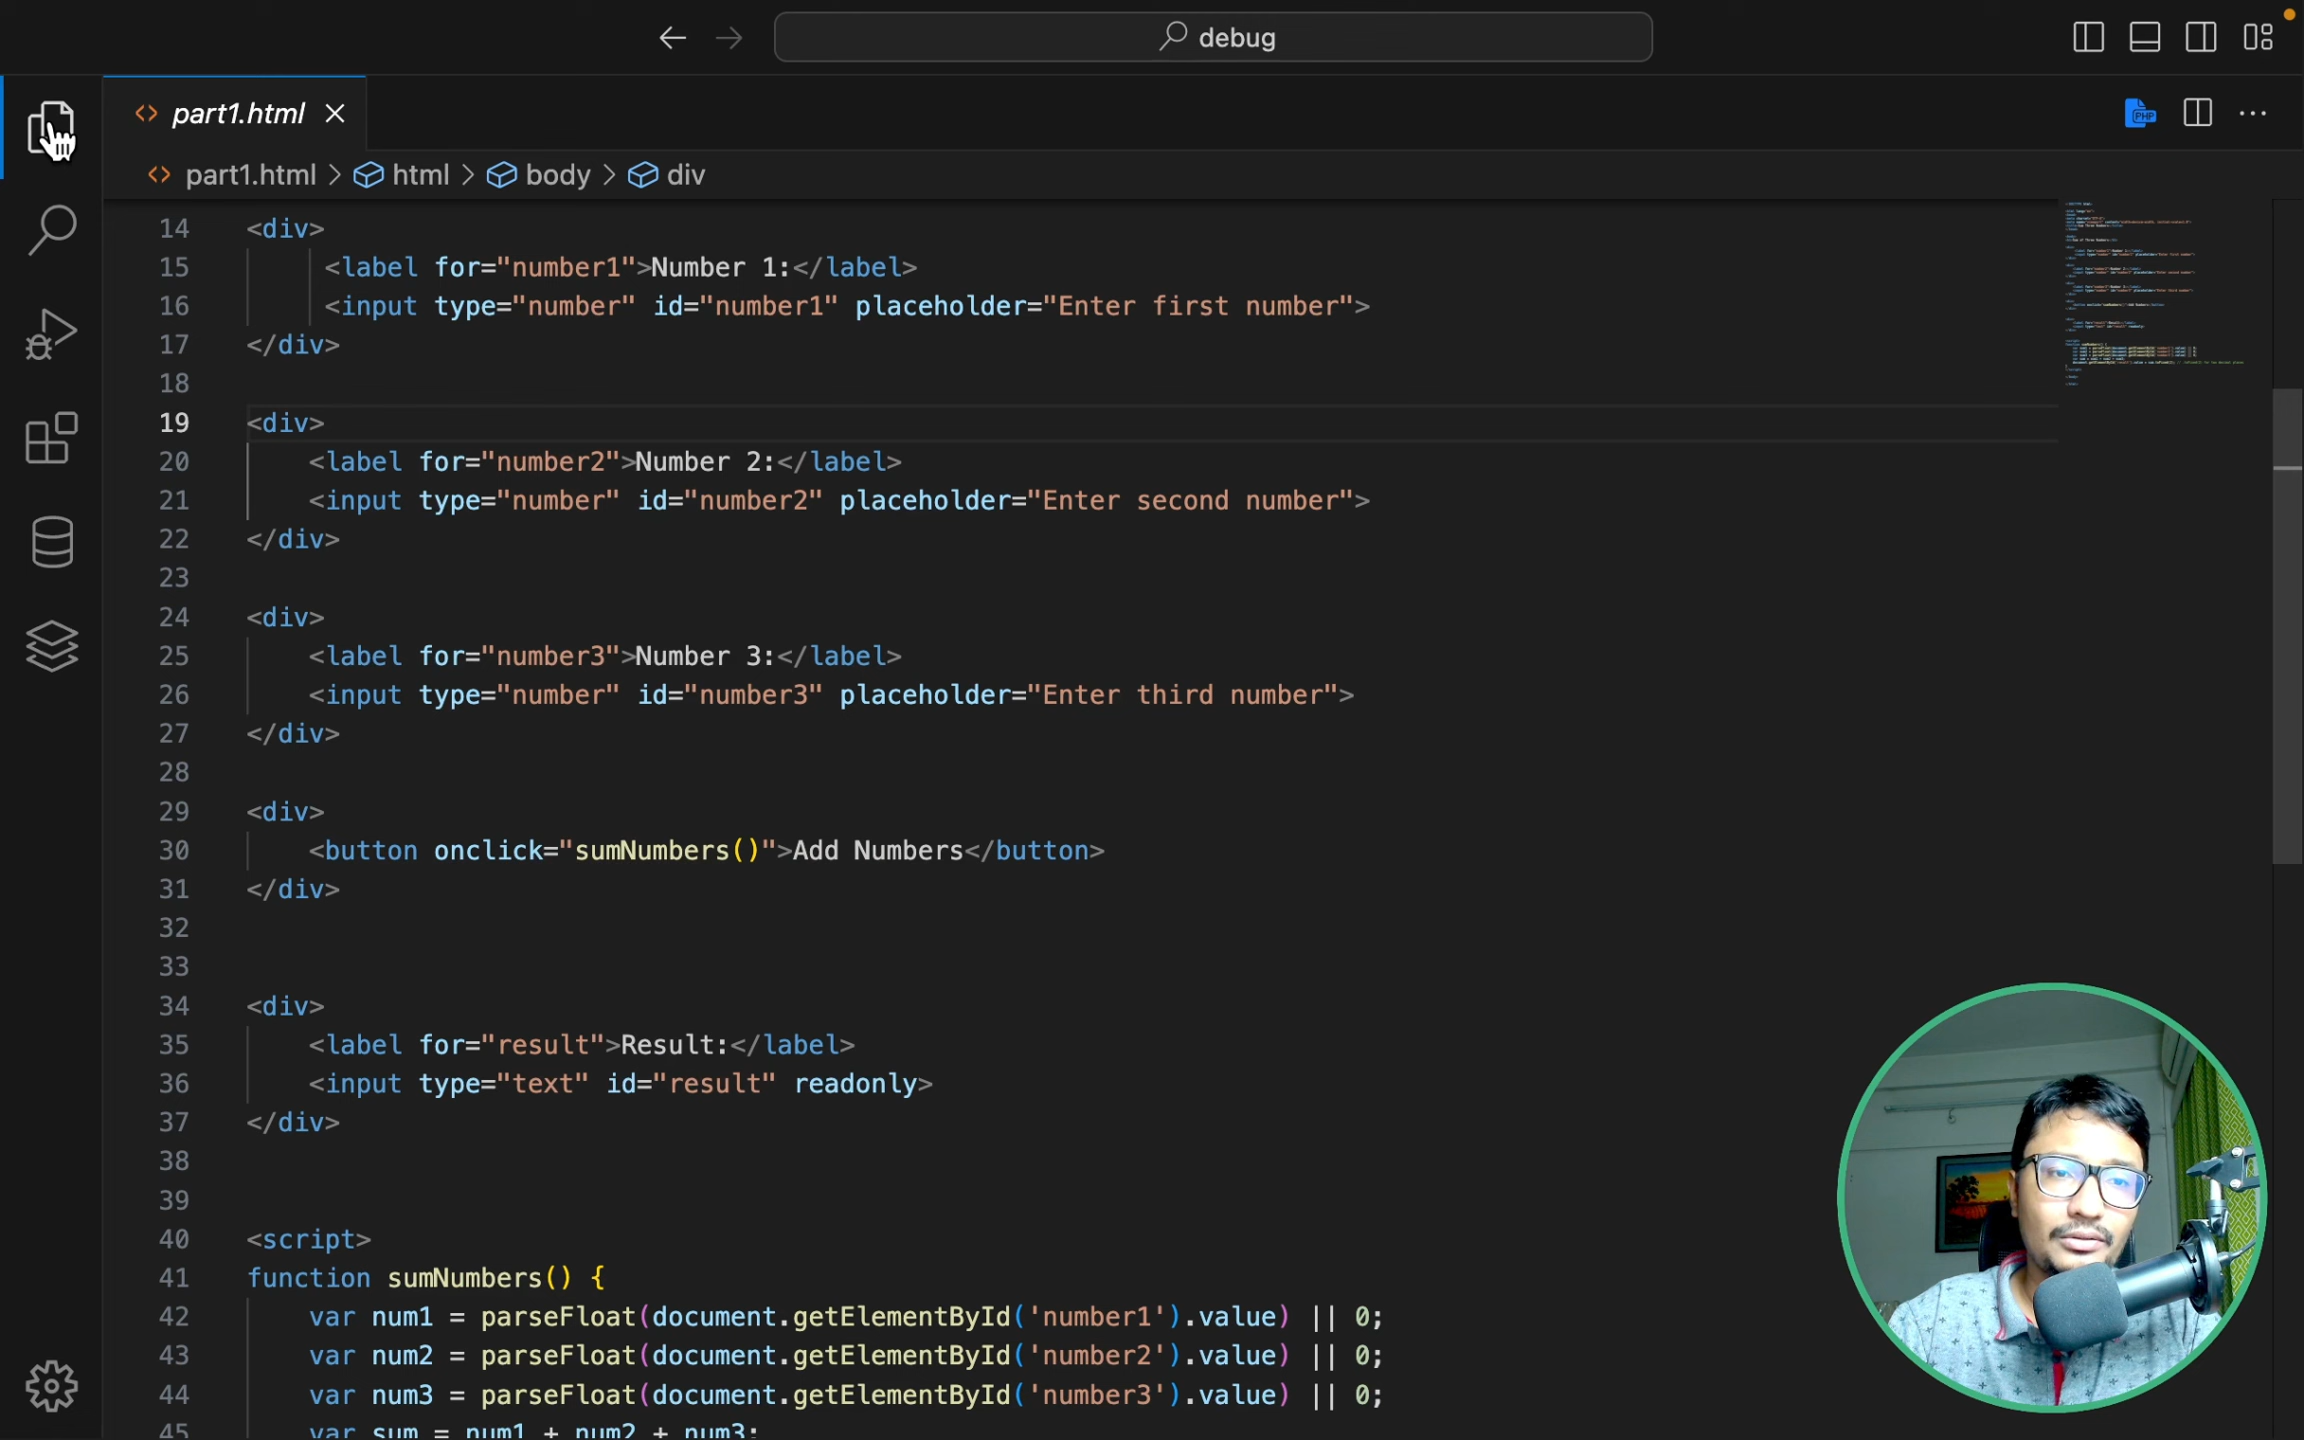 debug
part1.html
PHP
part1.html > html > body > div
14 <div>
15 <label for="number1">Number 1:</label>
16 <input type="number" id="number1" placeholder="Enter first number">
17 </div>
18
19 <div>
20 <label for="number2">Number 2:</label>
21 <input type="number" id="number2" placeholder="Enter second number">
22 </div>
23
24 <div>
25 <label for="number3">Number 3:</label>
26 <input type="number" id="number3" placeholder="Enter third number">
27 </div>
28
29 <div>
30 <button onclick="sumNumbers()">Add Numbers</button>
31 </div>
32
33
34 <div>
35 <label for="result">Result:</label>
36 <input type="text" id="result" readonly>
37 </div>
38
39
40 <script>
41 function sumNumbers() {
42 var num1 = parseFloat(document.getElementById('number1').value) || 0;
43 var num2 = parseFloat(document.getElementById('number2').value) || 0;
44 var num3 = parseFloat(document.getElementById('number3').value) || 0;
45 var sum = num1 + num2 + num3;